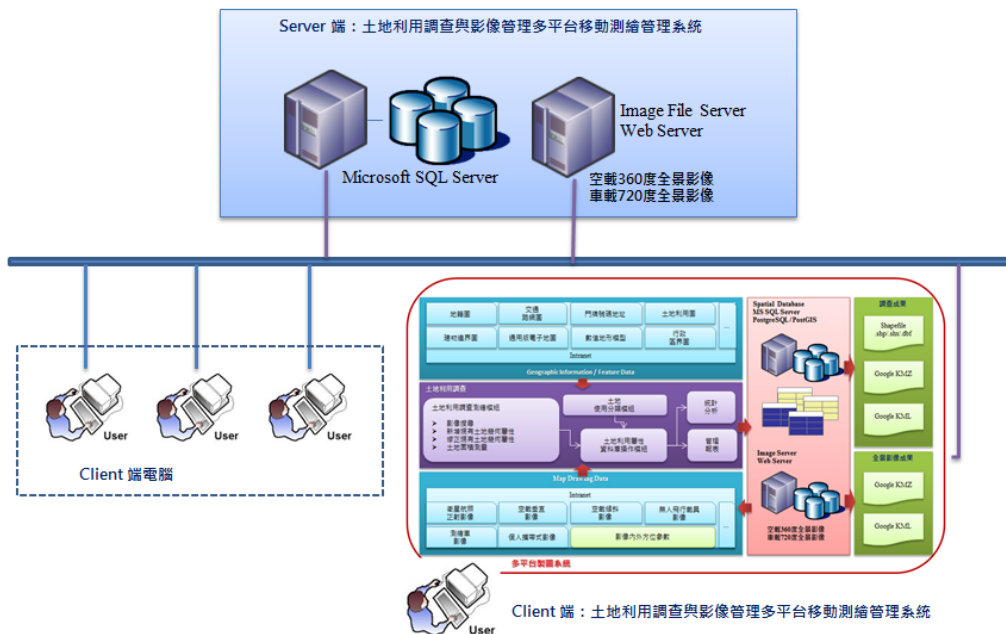 Server 端：土地利用調查與影像管理多平台移動測繪管理系統
Microsoft SQL Server
Image File Server
Web Server
空載360度全景影像
車載720度全景影像
User
User
User
Client 端電腦
地籍圖
交通
路網圖
門牌號碼地址
土地利用圖
...
建物邊界圖
通用版電子地圖
數值地形模型
行政
區界圖
Intranet
Geographic Information / Feature Data
土地利用調查
土地利用調查測繪模組
影像搜尋
新增現有土地幾何屬性
修正現有土地幾何屬性
土地面積測量
土地
使用分類模組
土地利用屬性
資料庫操作模組
統計
分析
管理
報表
Map Drawing Data
Intranet
衛星航照
正射影像
空載垂直
影像
空載傾斜
影像
無人飛行載具
影像
...
測繪車
影像
個人攜帶式影像
影像內外方位參數
Spatial Database
MS SQL Server
PostgreSQL/PostGIS
Image Server
Web Server
空載360度全景影像
車載720度全景影像
調查成果
Shapefile
.shp/.shx/.dbf
Google KMZ
Google KML
全景影像成果
Google KMZ
Google KML
多平台製圖系統
User
Client 端：土地利用調查與影像管理多平台移動測繪管理系統